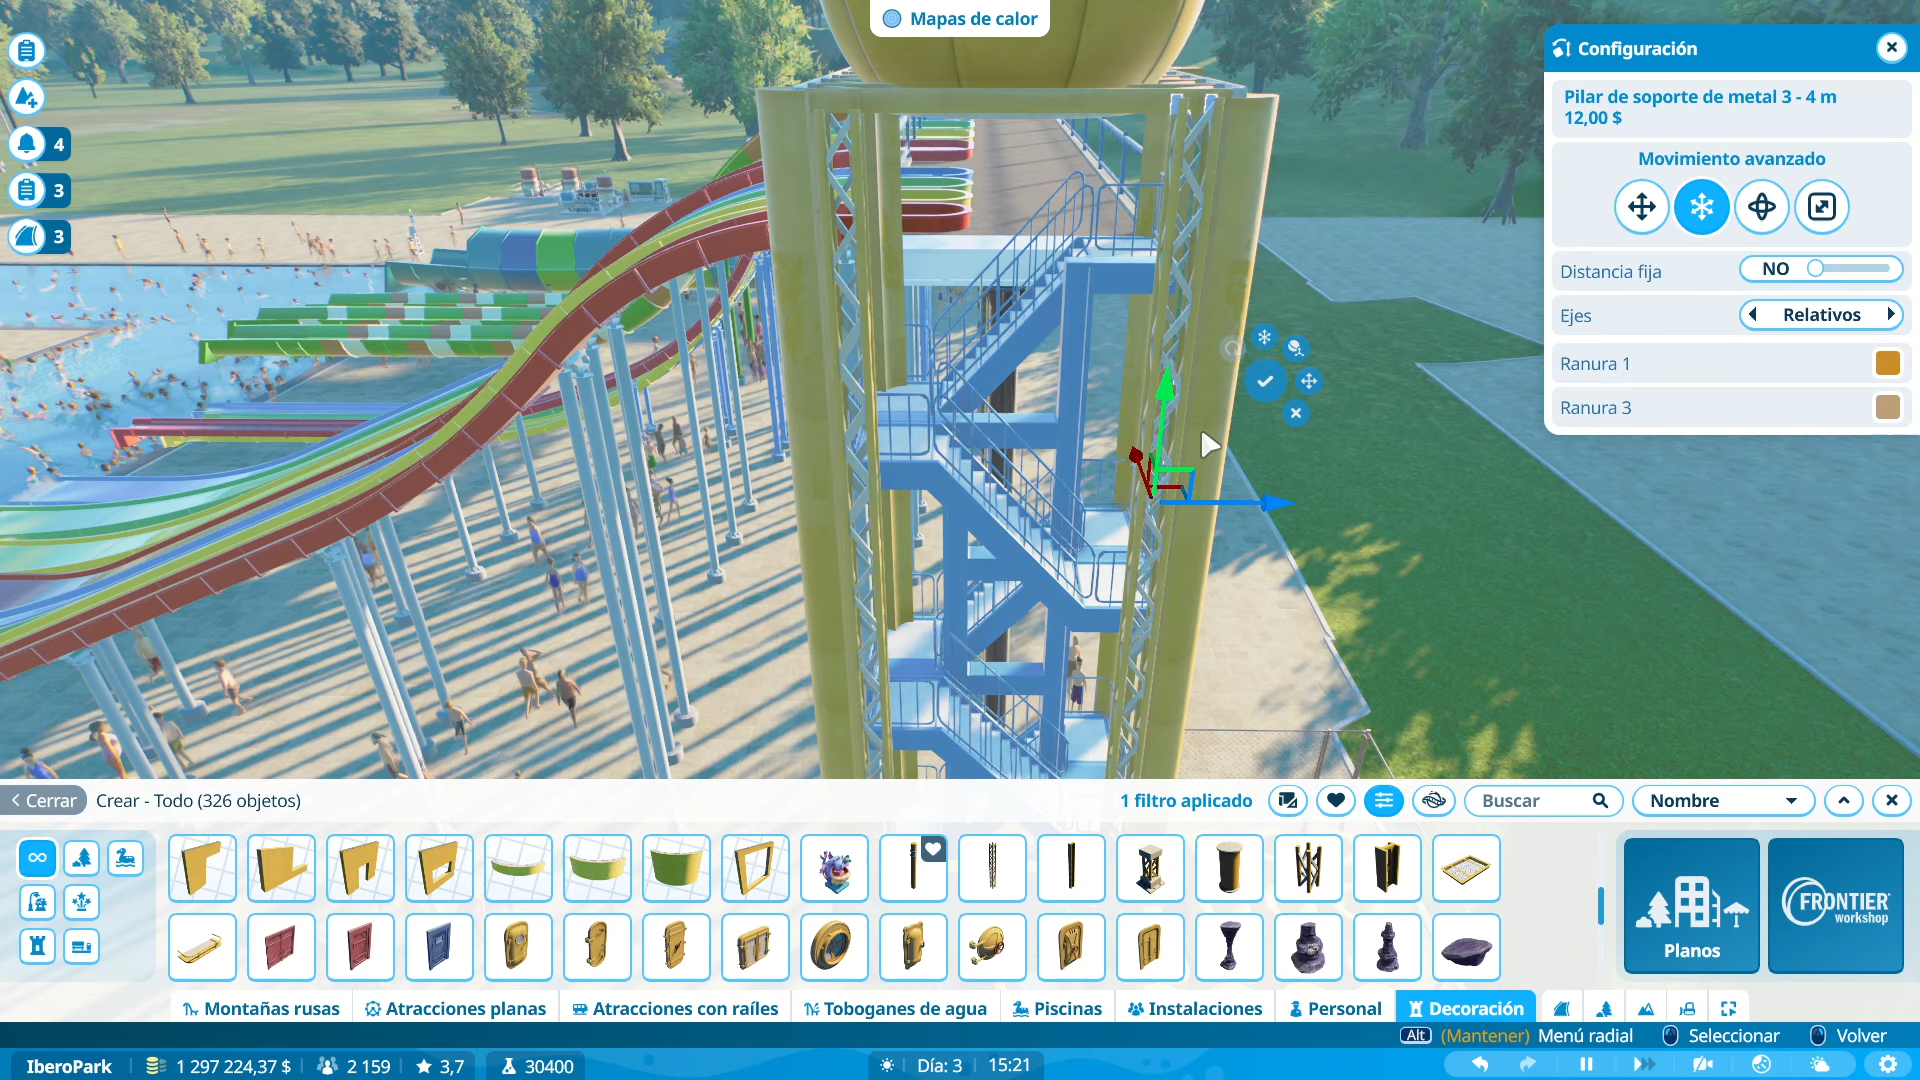 Mapas de calor
4
3
3
Configuración
Pilar de soporte de metal 3 - 4 m
12,00 $
Movimiento avanzado
Distancia fija
NO
Ejes
Relativos
Ranura 1
Ranura 3
Cerrar
Crear - Todo (326 objetos)
1 filtro aplicado
Buscar
Nombre
Planos
FRONTIER
workshop
Montañas rusas
Atracciones planas
Atracciones con raíles
Toboganes de agua
Piscinas
Instalaciones
Personal
Decoración
Alt (Mantener) Menú radial
Seleccionar
Volver
IberoPark
1 297 224,37 $
2 159
3,7
30400
Día: 3
15:21